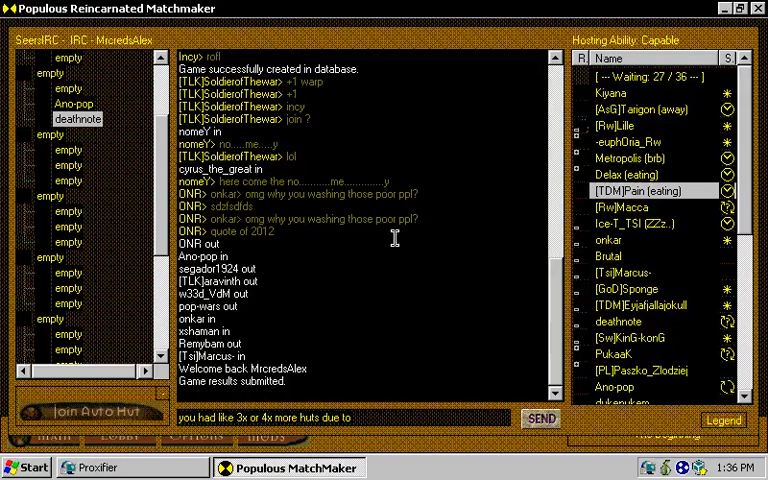 Populous Reincarnated Matchmaker
SeersIRC - IRC - MrcredsAlex
empty
empty
empty
Ano-pop
deathnote
empty
empty
empty
empty
empty
empty
empty
empty
empty
empty
empty
empty
empty
Join Auto Hut
Incy> rofl
Game successfully created in database.
[TLK]SoldierofThewar> +1 warp
[TLK]SoldierofThewar> +1
[TLK]SoldierofThewar> incy
[TLK]SoldierofThewar> join ?
nomeY in
nomeY> no.....me.....y
[TLK]SoldierofThewar> lol
cyrus_the_great in
nomeY> here come the no...........me.............y
ONR> onkar> omg why you washing those poor ppl?
ONR> sdzfsdfds
ONR> onkar> omg why you washing those poor ppl?
ONR> quote of 2012
ONR out
Ano-pop in
segador1924 out
[TLK]aravinth out
w33d_VdM out
pop-wars out
onkar in
xshaman in
Remybam out
[Tsi]Marcus- in
Welcome back MrcredsAlex
Game results submitted.
you had like 3x or 4x more huts due to
SEND
Hosting Ability: Capable
R. Name S.
[ --- Waiting: 27 / 36 --- ]
Kiyana
[AsG]Tarigon (away)
[Rw]Lille
-euphOria_Rw
Metropolis (brb)
Delax (eating)
[TDM]Pain (eating)
[Rw]Macca
Ice-T_TSI (ZZz..)
onkar
Brutal
[Tsi]Marcus-
[GoD]Sponge
[TDM]Eyjafjallajokull
deathnote
[Sw]KinG-konG
PukaaK
[PL]Paszko_Zlodziej
Ano-pop
dukenukem
Legend
MAIN LOBBY OPTIONS MODS
The Beginning
Start Proxifier Populous MatchMaker 1:36 PM